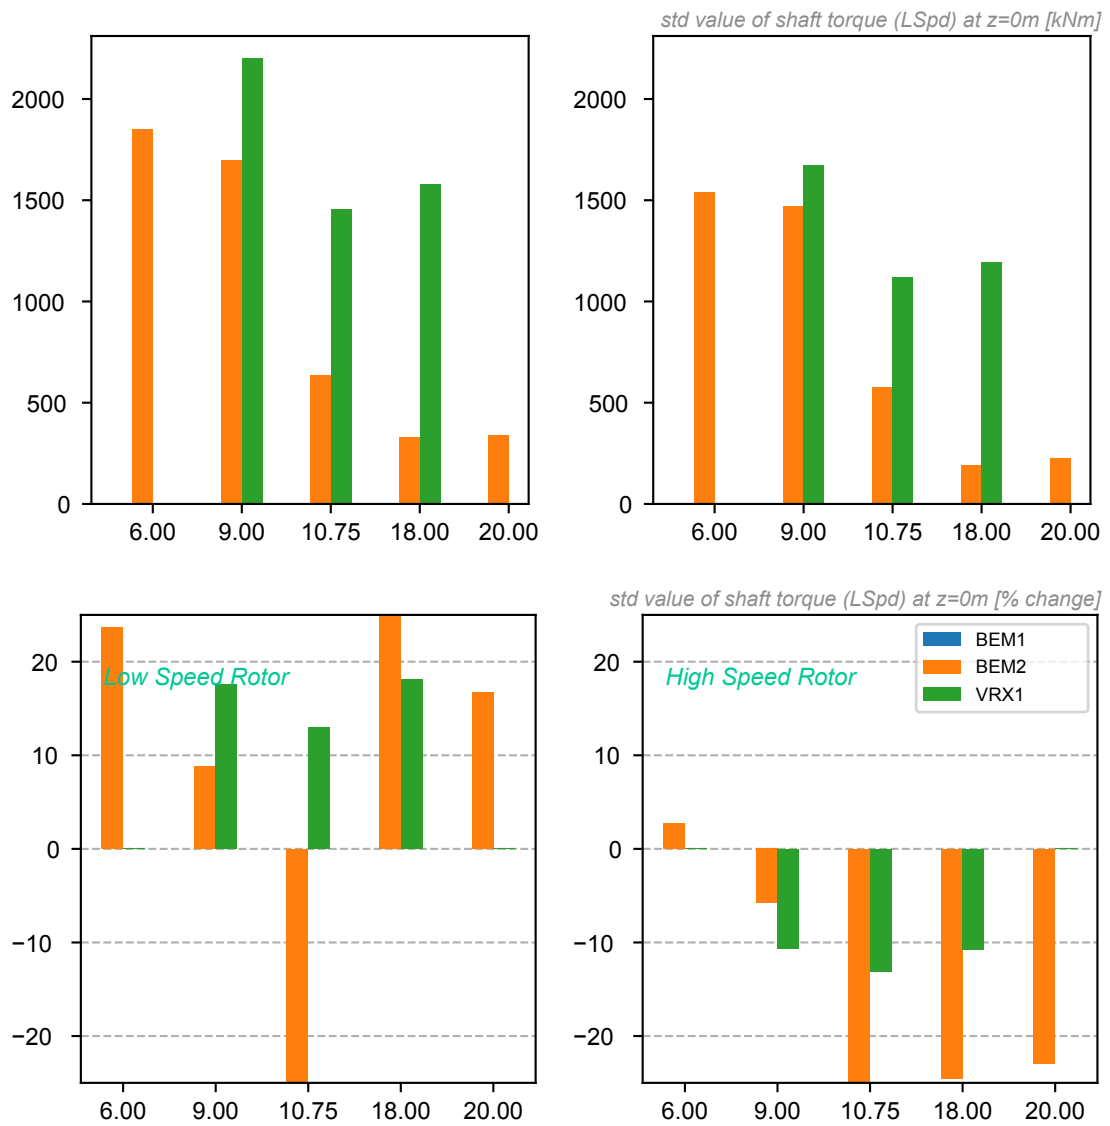 std value of shaft torque (LSpd) at z=0m [kNm]
2000
1500
1000
500
0
6.00 9.00 10.75 18.00 20.00
2000
1500
1000
500
0
6.00 9.00 10.75 18.00 20.00
std value of shaft torque (LSpd) at z=0m [% change]
Low Speed Rotor
20
10
0
−10
−20
6.00 9.00 10.75 18.00 20.00
High Speed Rotor
BEM1
BEM2
VRX1
20
10
0
−10
−20
6.00 9.00 10.75 18.00 20.00